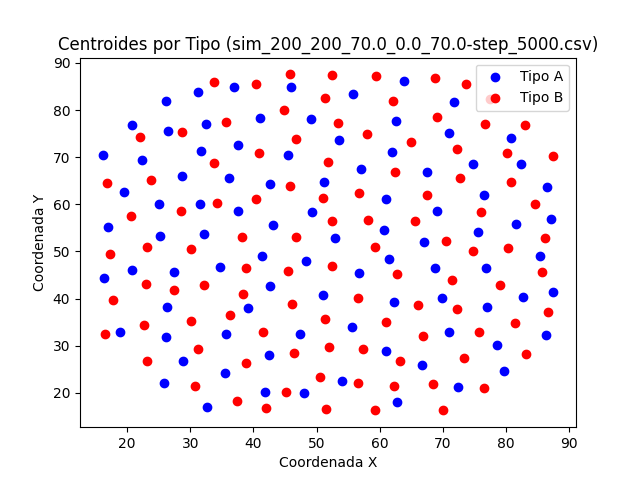 Centroides por Tipo (sim_200_200_70.0_0.0_70.0-step_5000.csv)
Tipo A
Tipo B
90
80
70
60
50
40
30
20
Coordenada Y
20 30 40 50 60 70 80 90
Coordenada X